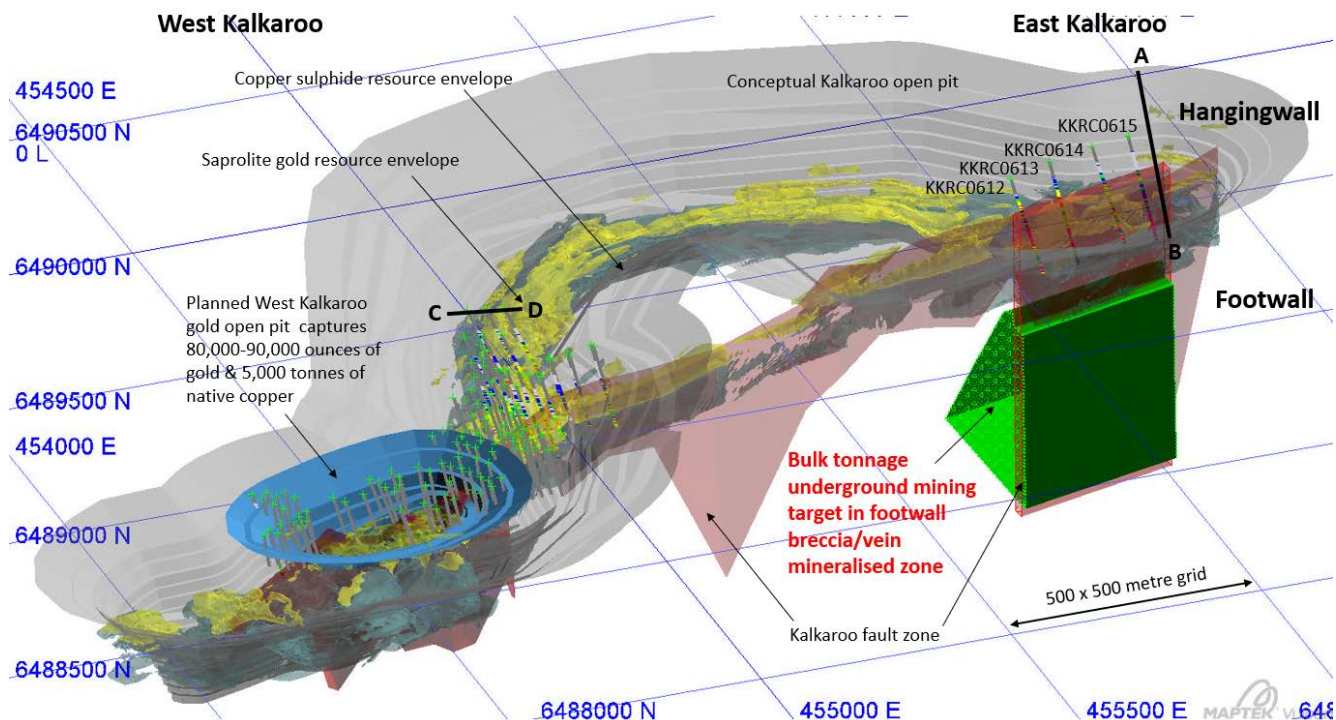 West Kalkaroo
East Kalkaroo
A
Copper sulphide resource envelope
Conceptual Kalkaroo open pit
454500 E
6490500 N
0 L
Hangingwall
KKRC0615
KKRC0614
KKRC0613
KKRC0612
Saprolite gold resource envelope
B
6490000 N
Planned West Kalkaroo
gold open pit captures
80,000-90,000 ounces of
gold & 5,000 tonnes of
native copper
C
D
Footwall
6489500 N
454000 E
Bulk tonnage
underground mining
target in footwall
breccia/vein
mineralised zone
6489000 N
500 x 500 metre grid
Kalkaroo fault zone
6488500 N
6488000 N
455000 E
455500 E
MAPTEK